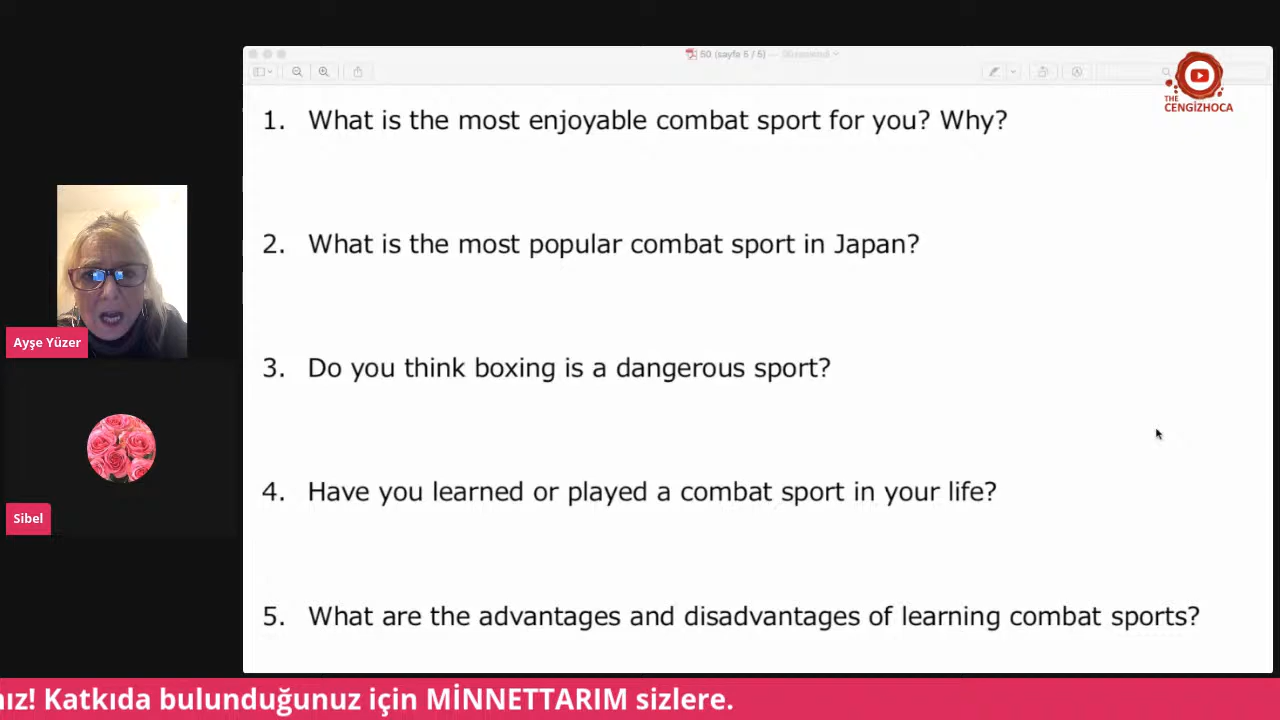 50 (sayfa 5 / 5)
THE
CENGİZHOCA
1. What is the most enjoyable combat sport for you? Why?
2. What is the most popular combat sport in Japan?
3. Do you think boxing is a dangerous sport?
4. Have you learned or played a combat sport in your life?
5. What are the advantages and disadvantages of learning combat sports?
Ayşe Yüzer
Sibel
Katkıda bulunduğunuz için MİNNETTARIM sizlere.